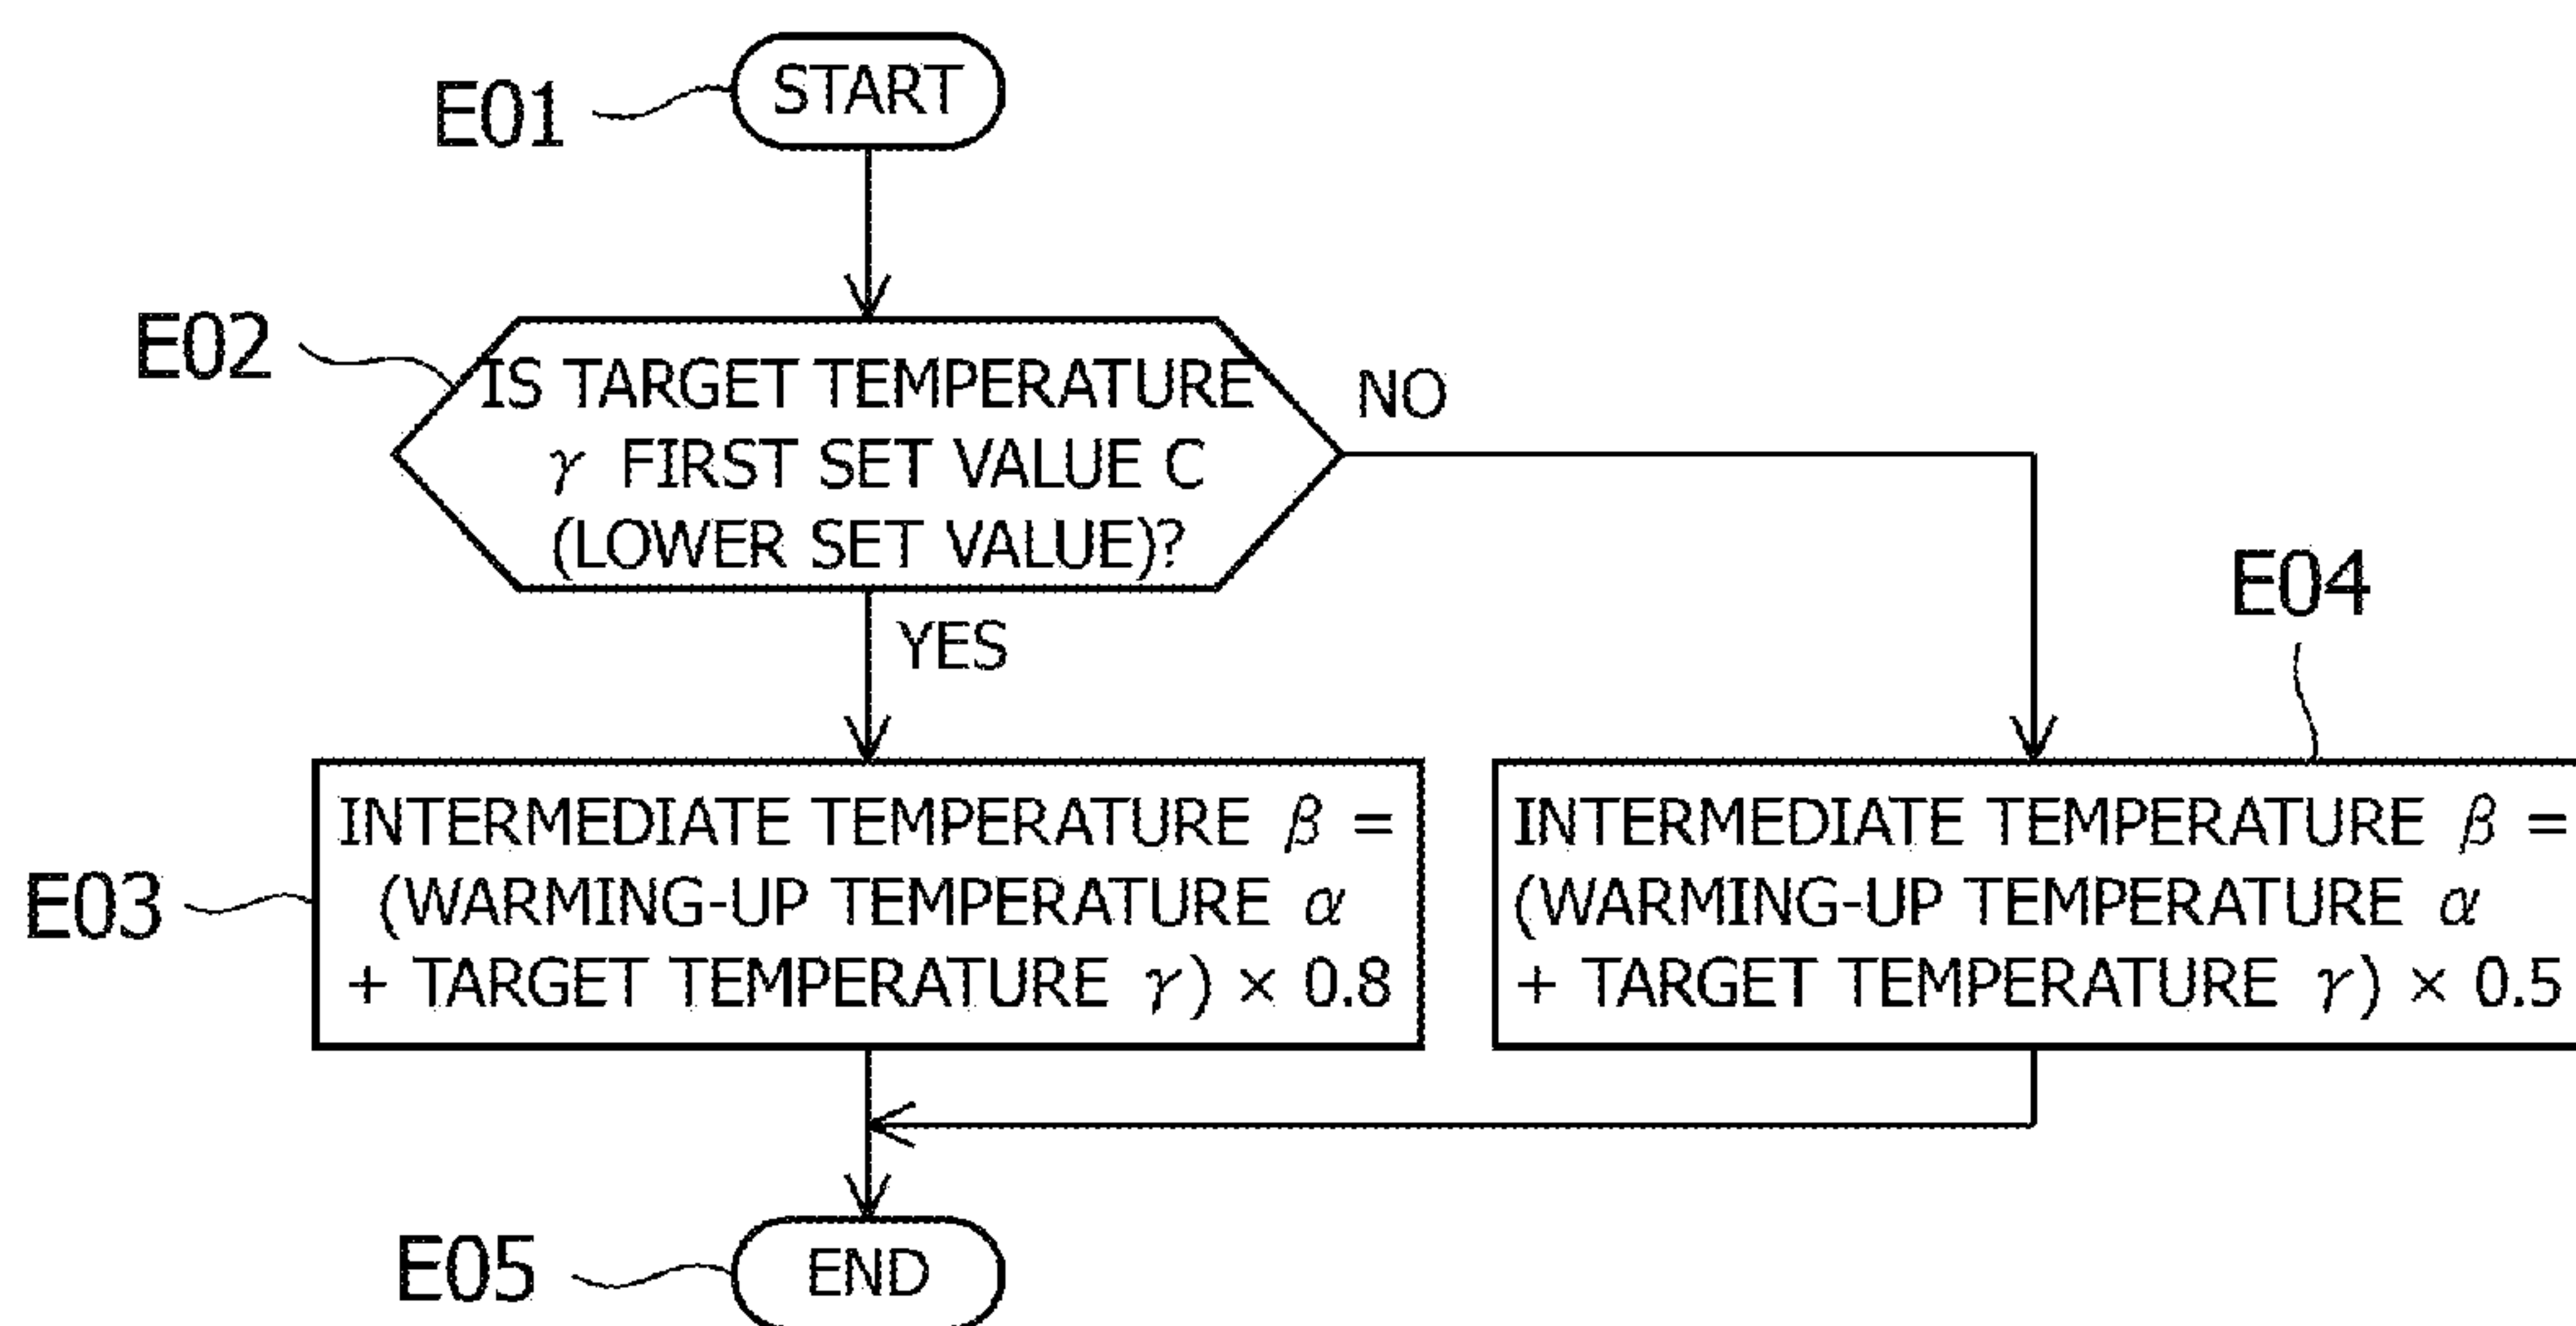 E01
START
E02
IS TARGET TEMPERATURE
γ FIRST SET VALUE C
(LOWER SET VALUE)?
NO
YES
E04
E03
INTERMEDIATE TEMPERATURE β =
(WARMING-UP TEMPERATURE α
+ TARGET TEMPERATURE γ) × 0.8
INTERMEDIATE TEMPERATURE β =
(WARMING-UP TEMPERATURE α
+ TARGET TEMPERATURE γ) × 0.5
E05
END